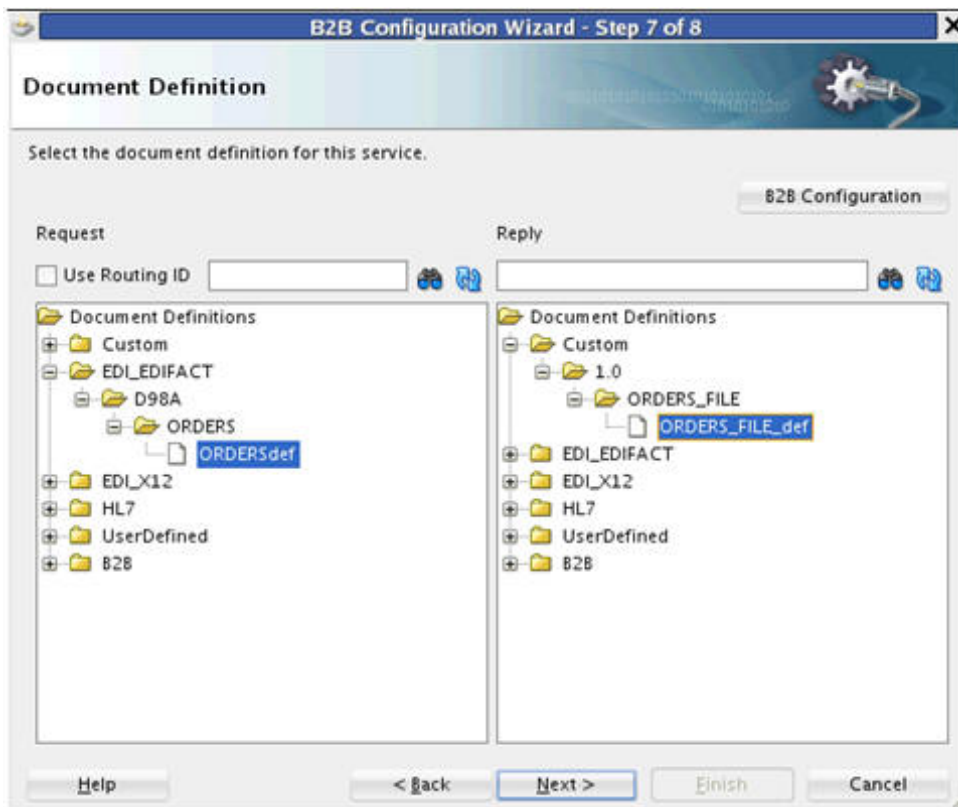 B2B Configuration Wizard - Step 7 of 8
Document Definition
Select the document definition for this service.
B2B Configuration
Request
Reply
Use Routing ID
Document Definitions
Custom
EDI_EDIFACT
D98A
ORDERS
ORDERSdef
EDI_X12
HL7
UserDefined
B2B
Document Definitions
Custom
1.0
ORDERS_FILE
ORDERS_FILE_def
EDI_EDIFACT
EDI_X12
HL7
UserDefined
B2B
Help
< Back
Next >
Finish
Cancel